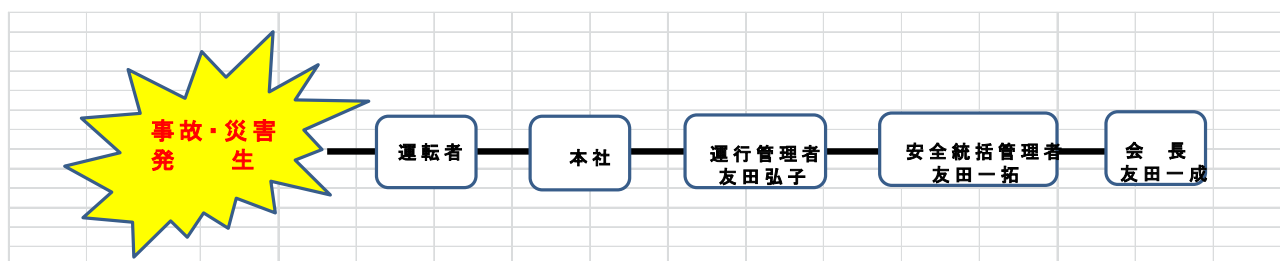 事故・災害
発　　生
運転者
本社
運行管理者
友田弘子
安全統括管理者
友田一拓
会　長
友田一成